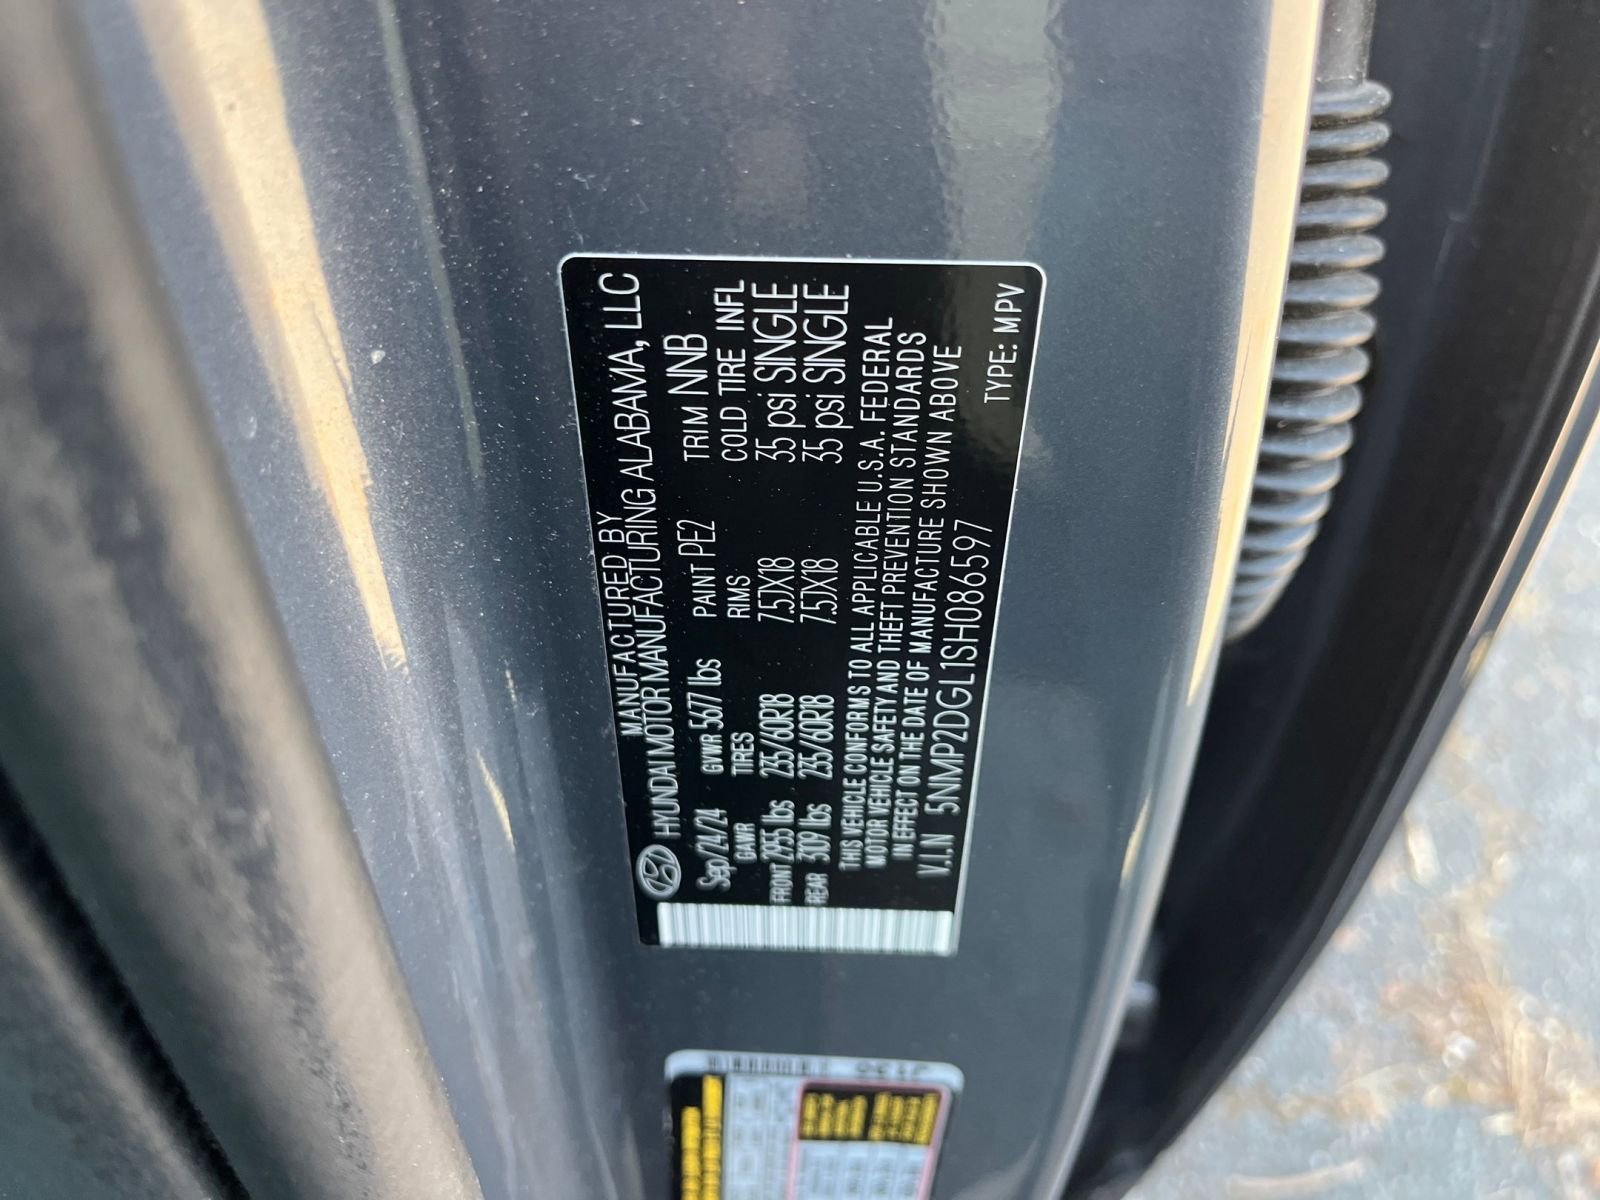 MANUFACTURED BY
HYUNDAI MOTOR MANUFACTURING ALABAMA, LLC
Sep/24/24 GVWR 5677 lbs PAINT PE2 TRIM NNB
GAWR TIRES RIMS COLD TIRE INFL
FRONT 2955 lbs 235/60R18 7.5JX18 35 psi SINGLE
REAR 3109 lbs 235/60R18 7.5JX18 35 psi SINGLE
THIS VEHICLE CONFORMS TO ALL APPLICABLE U.S.A. FEDERAL
MOTOR VEHICLE SAFETY AND THEFT PREVENTION STANDARDS
IN EFFECT ON THE DATE OF MANUFACTURE SHOWN ABOVE
V.I.N 5NMP2DGL1SH086597
TYPE: MPV